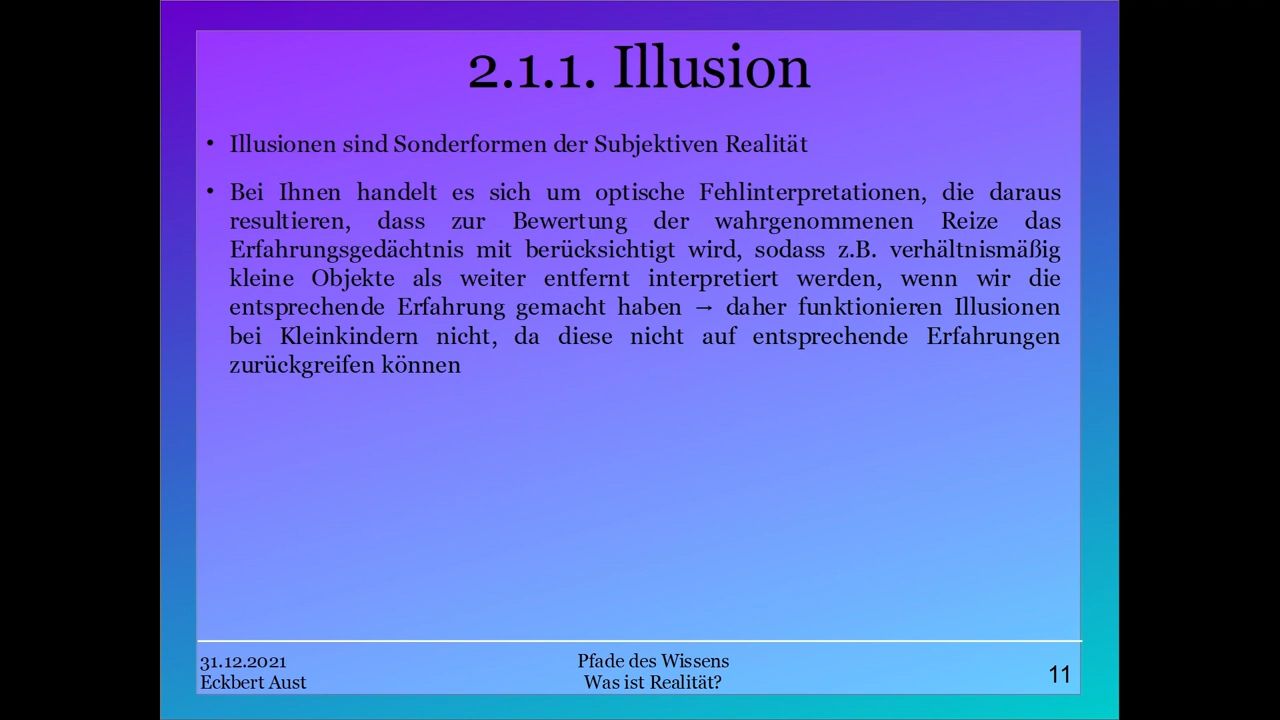 2.1.1. Illusion
• Illusionen sind Sonderformen der Subjektiven Realität
• Bei Ihnen handelt es sich um optische Fehlinterpretationen, die daraus
resultieren, dass zur Bewertung der wahrgenommenen Reize das
Erfahrungsgedächtnis mit berücksichtigt wird, sodass z.B. verhältnismäßig
kleine Objekte als weiter entfernt interpretiert werden, wenn wir die
entsprechende Erfahrung gemacht haben → daher funktionieren Illusionen
bei Kleinkindern nicht, da diese nicht auf entsprechende Erfahrungen
zurückgreifen können
31.12.2021
Eckbert Aust
Pfade des Wissens
Was ist Realität?
11